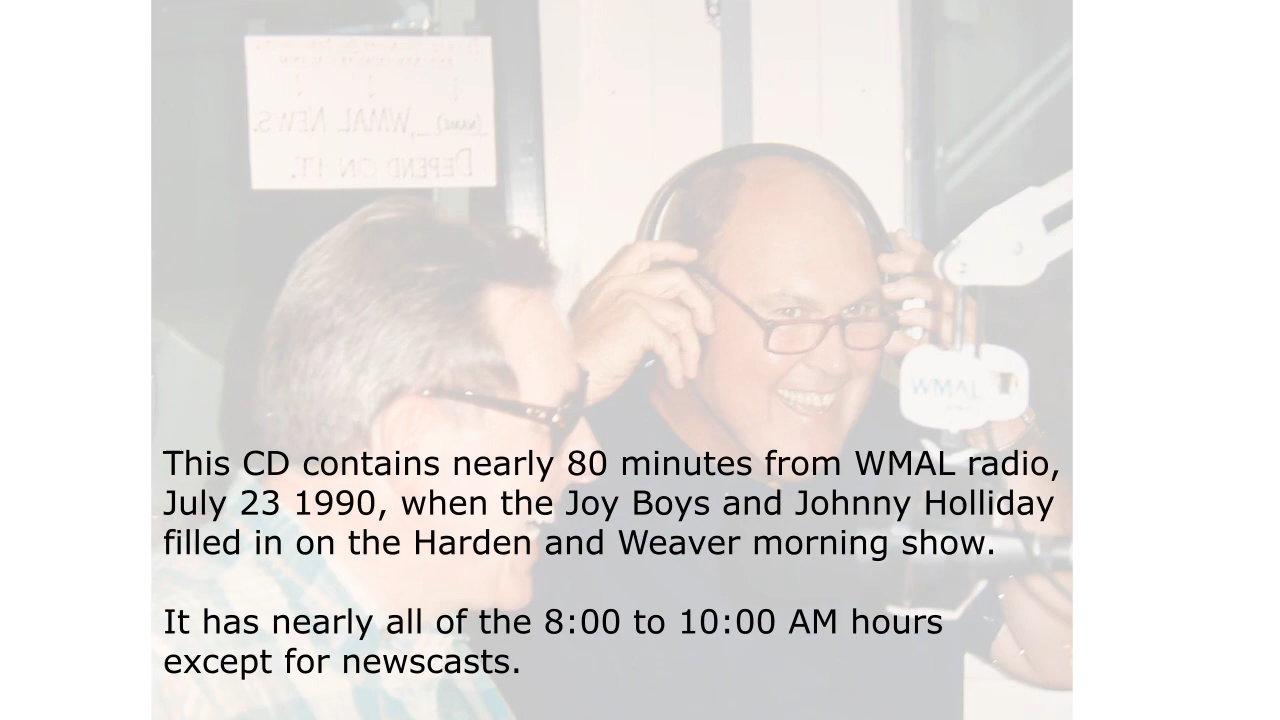 (NAME)__, WMAL NEWS.
DEPEND ON IT.
WMAL
This CD contains nearly 80 minutes from WMAL radio,
July 23 1990, when the Joy Boys and Johnny Holliday
filled in on the Harden and Weaver morning show.
It has nearly all of the 8:00 to 10:00 AM hours
except for newscasts.